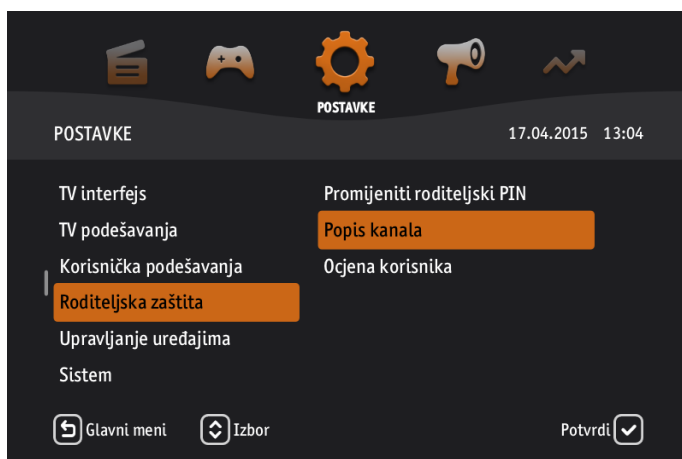 POSTAVKE
POSTAVKE 17.04.2015 13:04
TV interfejs Promijeniti roditeljski PIN
TV podešavanja Popis kanala
Korisnička podešavanja Ocjena korisnika
Roditeljska zaštita
Upravljanje uređajima
Sistem
Glavni meni Izbor Potvrdi